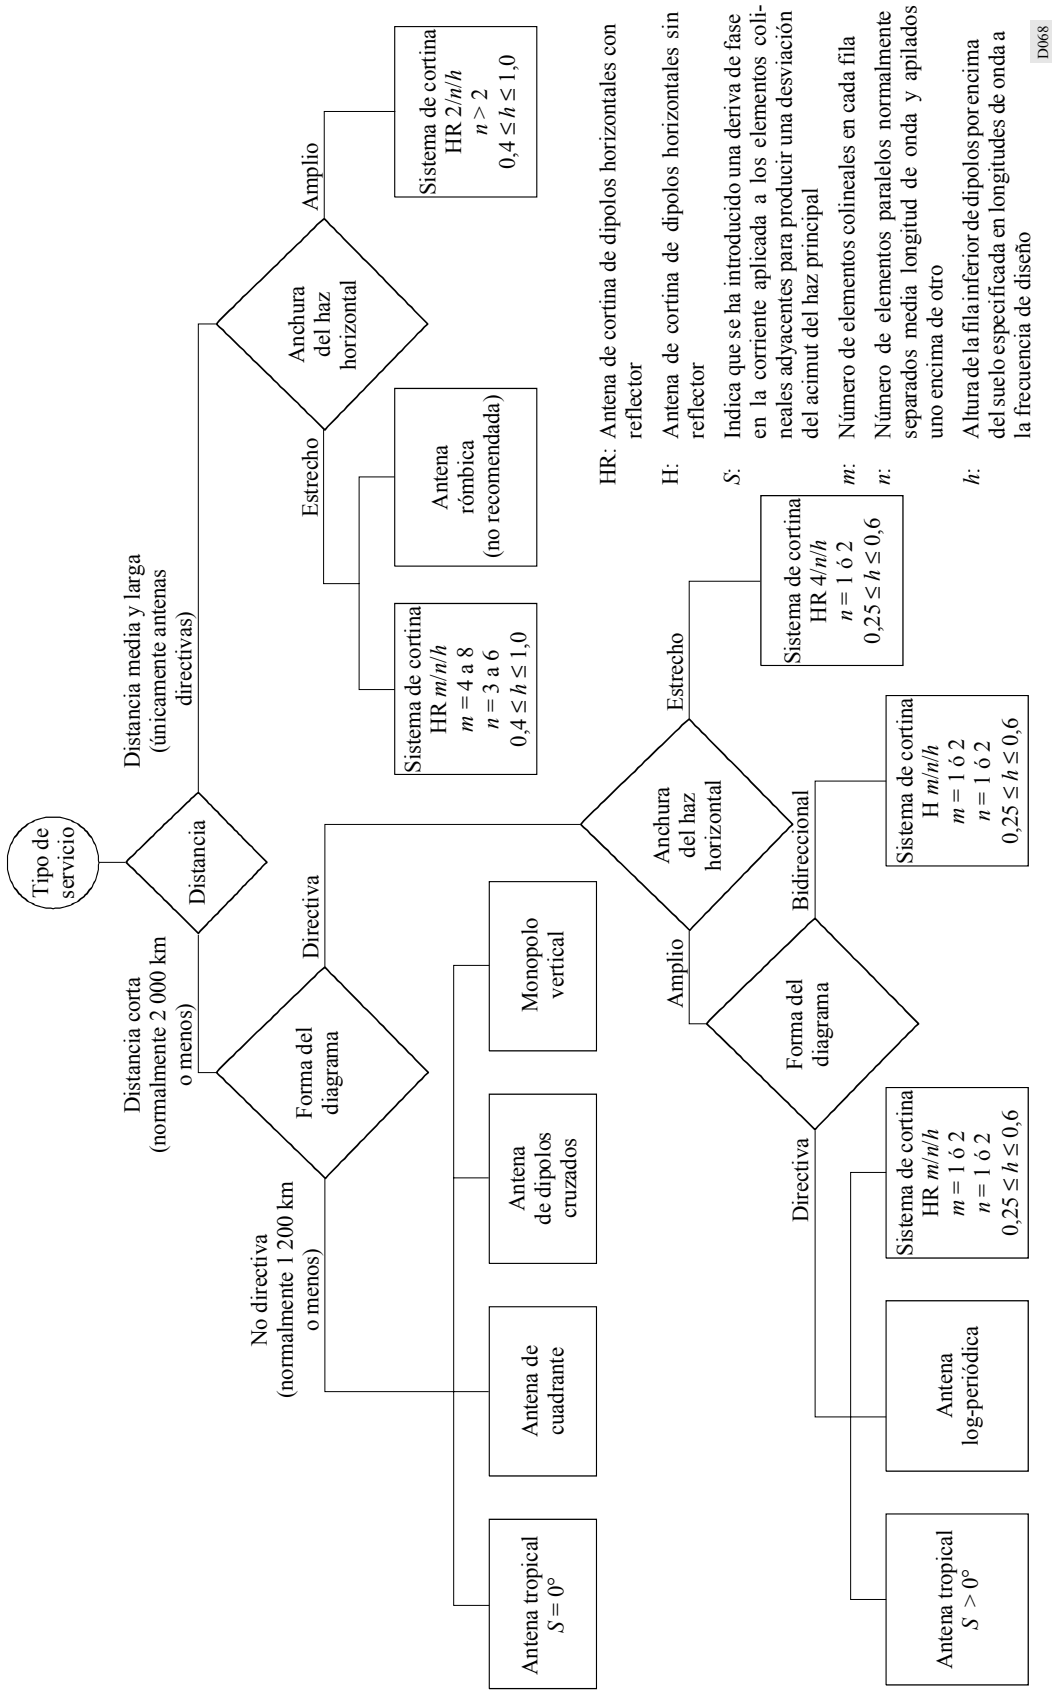 Tipo de
servicio
Distancia
Distancia corta
(normalmente 2 000 km
o menos)
Distancia media y larga
(únicamente antenas
directivas)
Forma del
diagrama
No directiva
(normalmente 1 200 km
o menos)
Directiva
Anchura
del haz
horizontal
Estrecho
Amplio
Antena tropical
S = 0°
Antena de
cuadrante
Antena
de dipolos
cruzados
Monopolo
vertical
Sistema de cortina
HR m/n/h
m = 4 a 8
n = 3 a 6
0,4 ≤ h ≤ 1,0
Antena
rómbica
(no recomendada)
Sistema de cortina
HR 2/n/h
n > 2
0,4 ≤ h ≤ 1,0
Anchura
del haz
horizontal
Amplio
Estrecho
Forma del
diagrama
Directiva
Bidireccional
Sistema de cortina
HR 4/n/h
n = 1 ó 2
0,25 ≤ h ≤ 0,6
Antena tropical
S > 0°
Antena
log-periódica
Sistema de cortina
HR m/n/h
m = 1 ó 2
n = 1 ó 2
0,25 ≤ h ≤ 0,6
Sistema de cortina
H m/n/h
m = 1 ó 2
n = 1 ó 2
0,25 ≤ h ≤ 0,6
HR: Antena de cortina de dipolos horizontales con
reflector
H: Antena de cortina de dipolos horizontales sin
reflector
S: Indica que se ha introducido una deriva de fase
en la corriente aplicada a los elementos coli-
neales adyacentes para producir una desviación
del acimut del haz principal
m: Número de elementos colineales en cada fila
n: Número de elementos paralelos normalmente
separados media longitud de onda y apilados
uno encima de otro
h: Altura de la fila inferior de dipolos por encima
del suelo especificada en longitudes de onda a
la frecuencia de diseño
D068